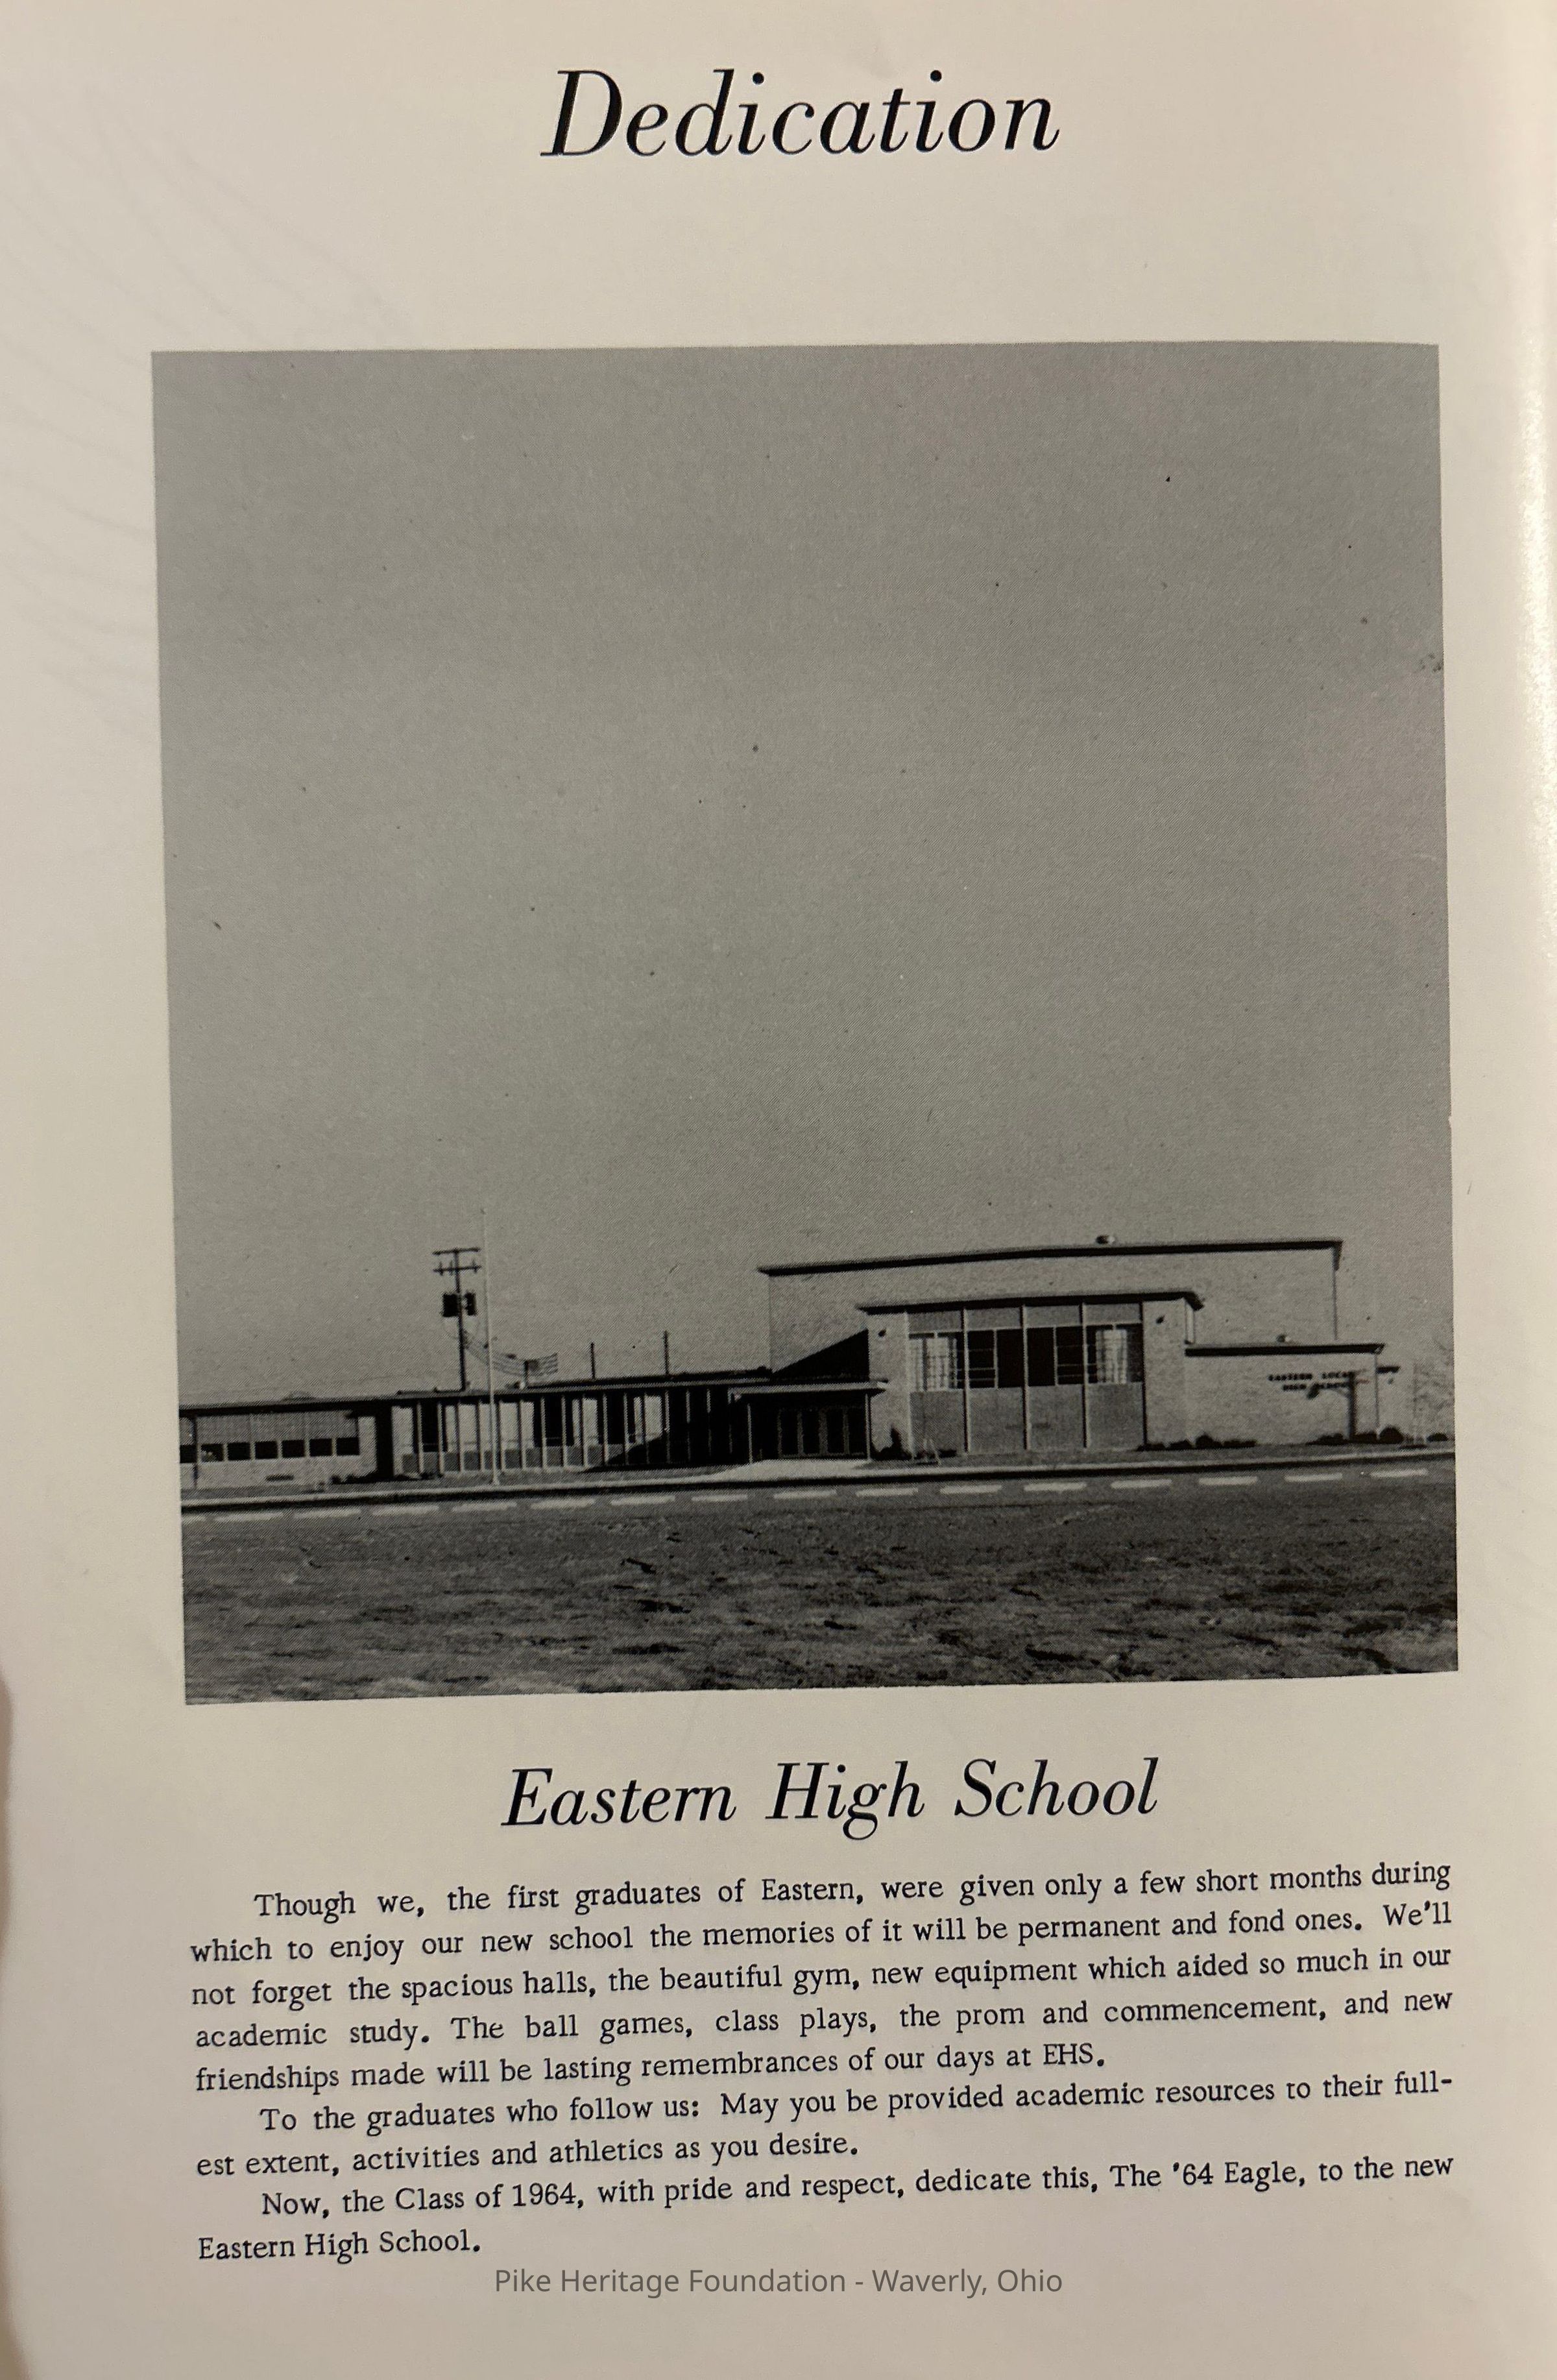 Dedication
EASTERN LOCAL
HIGH SCHOOL
Eastern High School
Though we, the first graduates of Eastern, were given only a few short months during
which to enjoy our new school the memories of it will be permanent and fond ones. We'll
not forget the spacious halls, the beautiful gym, new equipment which aided so much in our
academic study. The ball games, class plays, the prom and commencement, and new
friendships made will be lasting remembrances of our days at EHS.
To the graduates who follow us: May you be provided academic resources to their full-
est extent, activities and athletics as you desire.
Now, the Class of 1964, with pride and respect, dedicate this, The '64 Eagle, to the new
Eastern High School.
Pike Heritage Foundation - Waverly, Ohio